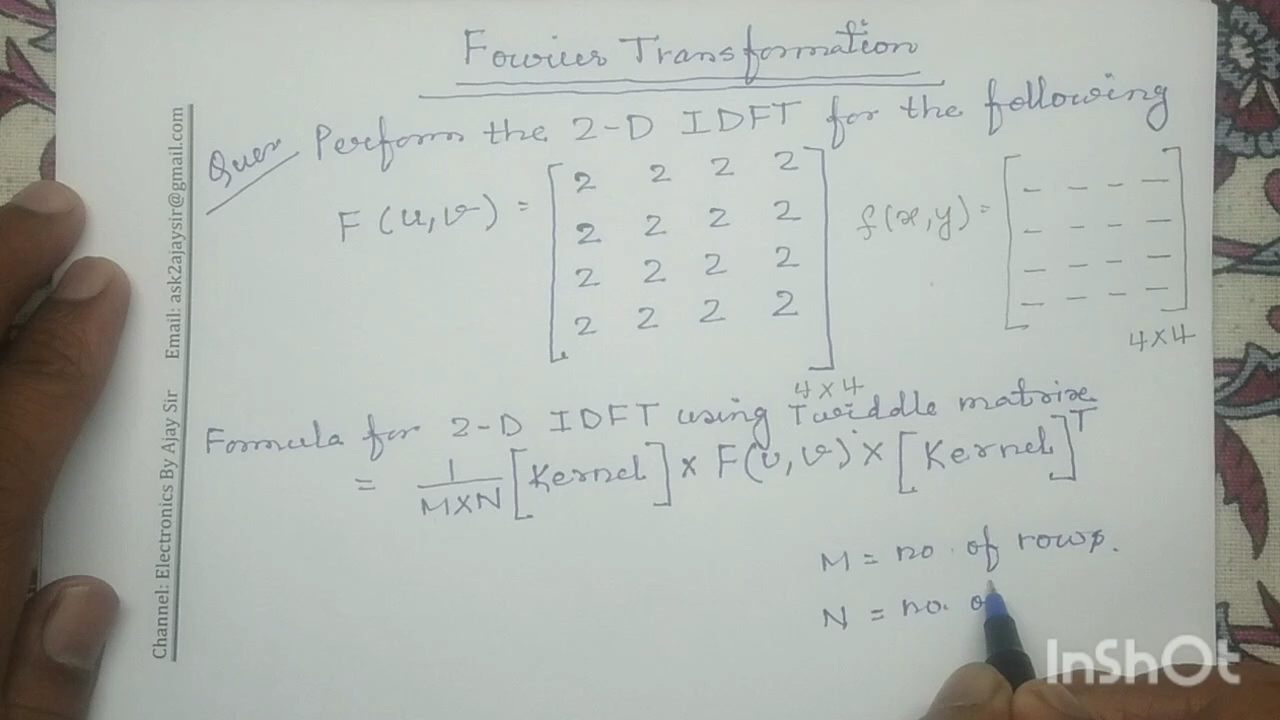 Fourier Transformation
Ques Perform the 2-D IDFT for the following
F(u,v) = [2 2 2 2 f(x,y) = [– – – –
2 2 2 2 – – – –
2 2 2 2 – – – –
2 2 2 2] – – – –]
4×4 4×4
Formula for 2-D IDFT using Twiddle matrix
= 1/M×N [Kernel] × F(u,v) × [Kernel]^T
M = no. of rows.
N = no. o
Channel: Electronics By Ajay Sir Email: ask2ajaysir@gmail.com
InShOt